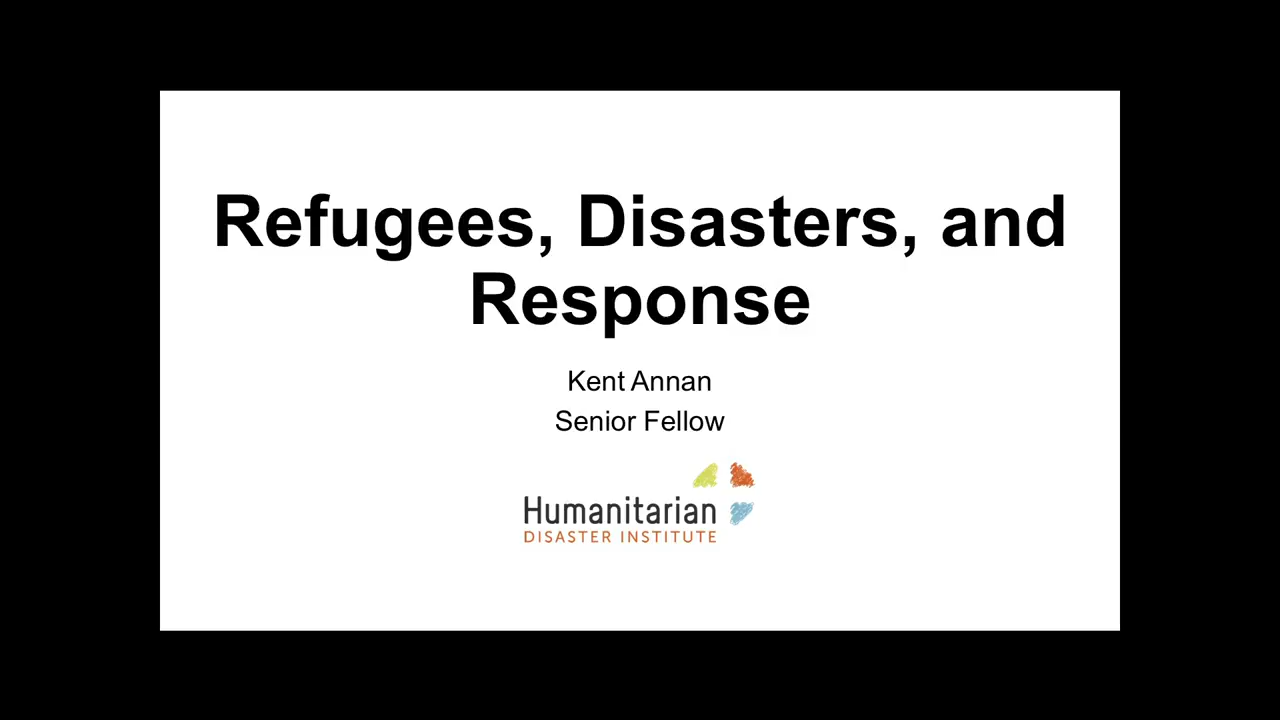 Refugees, Disasters, and
Response
Kent Annan
Senior Fellow
Humanitarian
DISASTER INSTITUTE